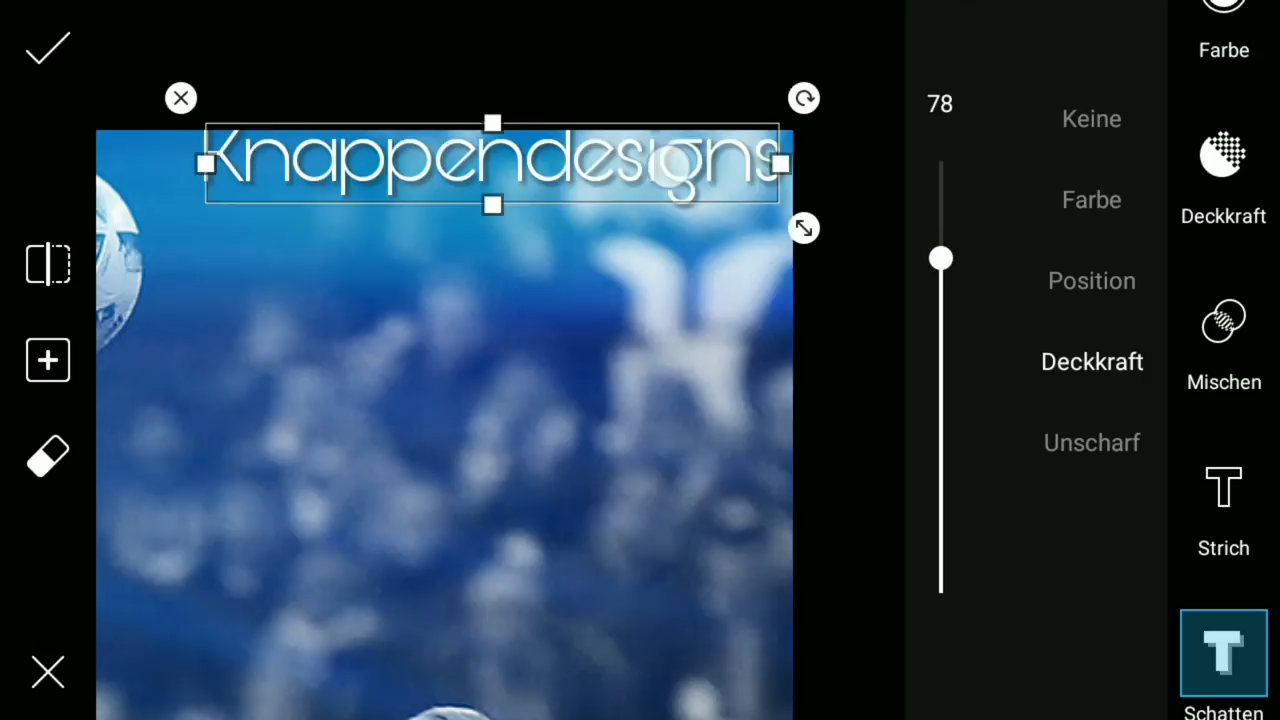 Knappendesigns
78
Keine
Farbe
Position
Deckkraft
Unscharf
Farbe
Deckkraft
Mischen
Strich
Schatten